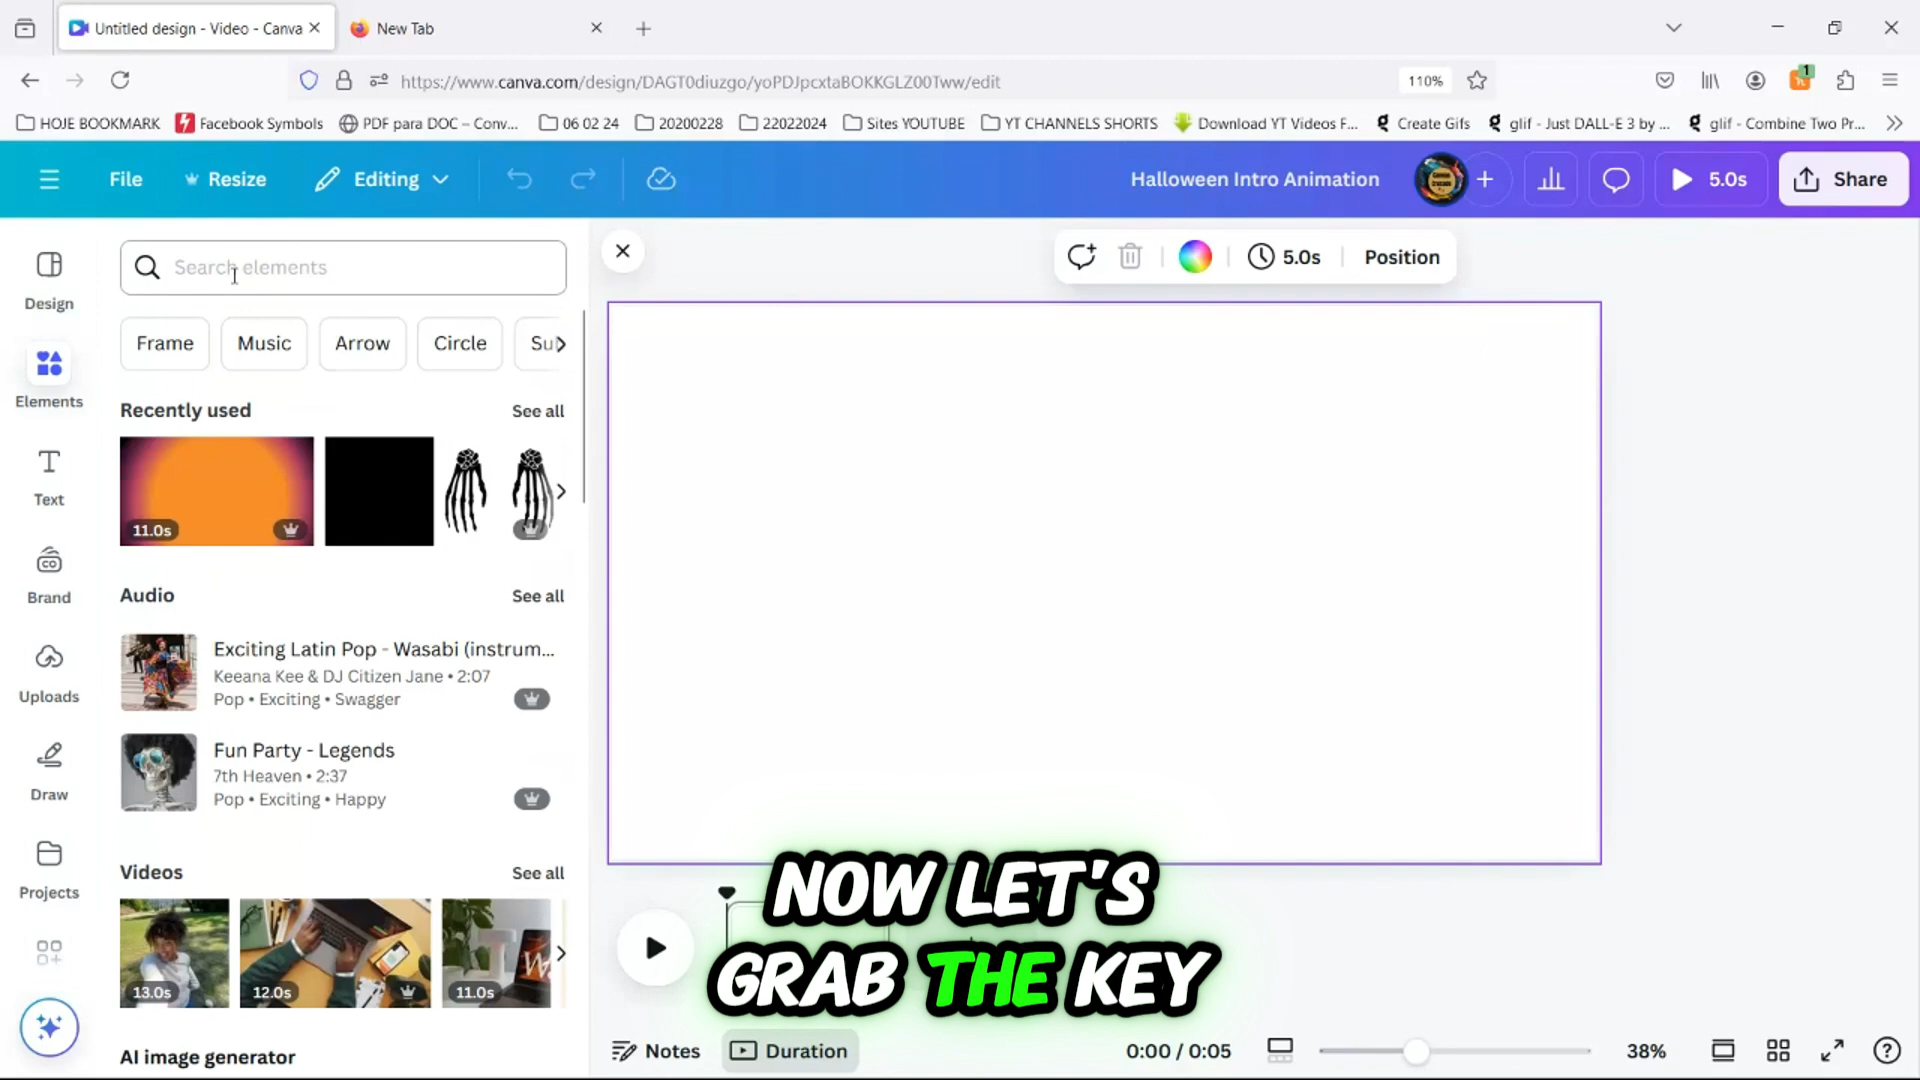 Untitled design - Video - Canva
New Tab
https://www.canva.com/design/DAGT0diuzgo/yoPDJpcxtaBOKKGLZ00Tww/edit
110%
1
HOJE BOOKMARK
Facebook Symbols
PDF para DOC – Conv...
06 02 24
20200228
22022024
Sites YOUTUBE
YT CHANNELS SHORTS
Download YT Videos F...
Create Gifs
glif - Just DALL-E 3 by ...
glif - Combine Two Pr...
File
Resize
Editing
Halloween Intro Animation
5.0s
Share
Design
Elements
Text
Brand
Uploads
Draw
Projects
Search elements
Frame
Music
Arrow
Circle
Recently used
See all
11.0s
Audio
See all
Exciting Latin Pop - Wasabi (instrum...
Keeana Kee & DJ Citizen Jane • 2:07
Pop • Exciting • Swagger
Fun Party - Legends
7th Heaven • 2:37
Pop • Exciting • Happy
Videos
See all
13.0s
12.0s
11.0s
AI image generator
5.0s
Position
NOW LET'S
GRAB THE KEY
Notes
Duration
0:00 / 0:05
38%